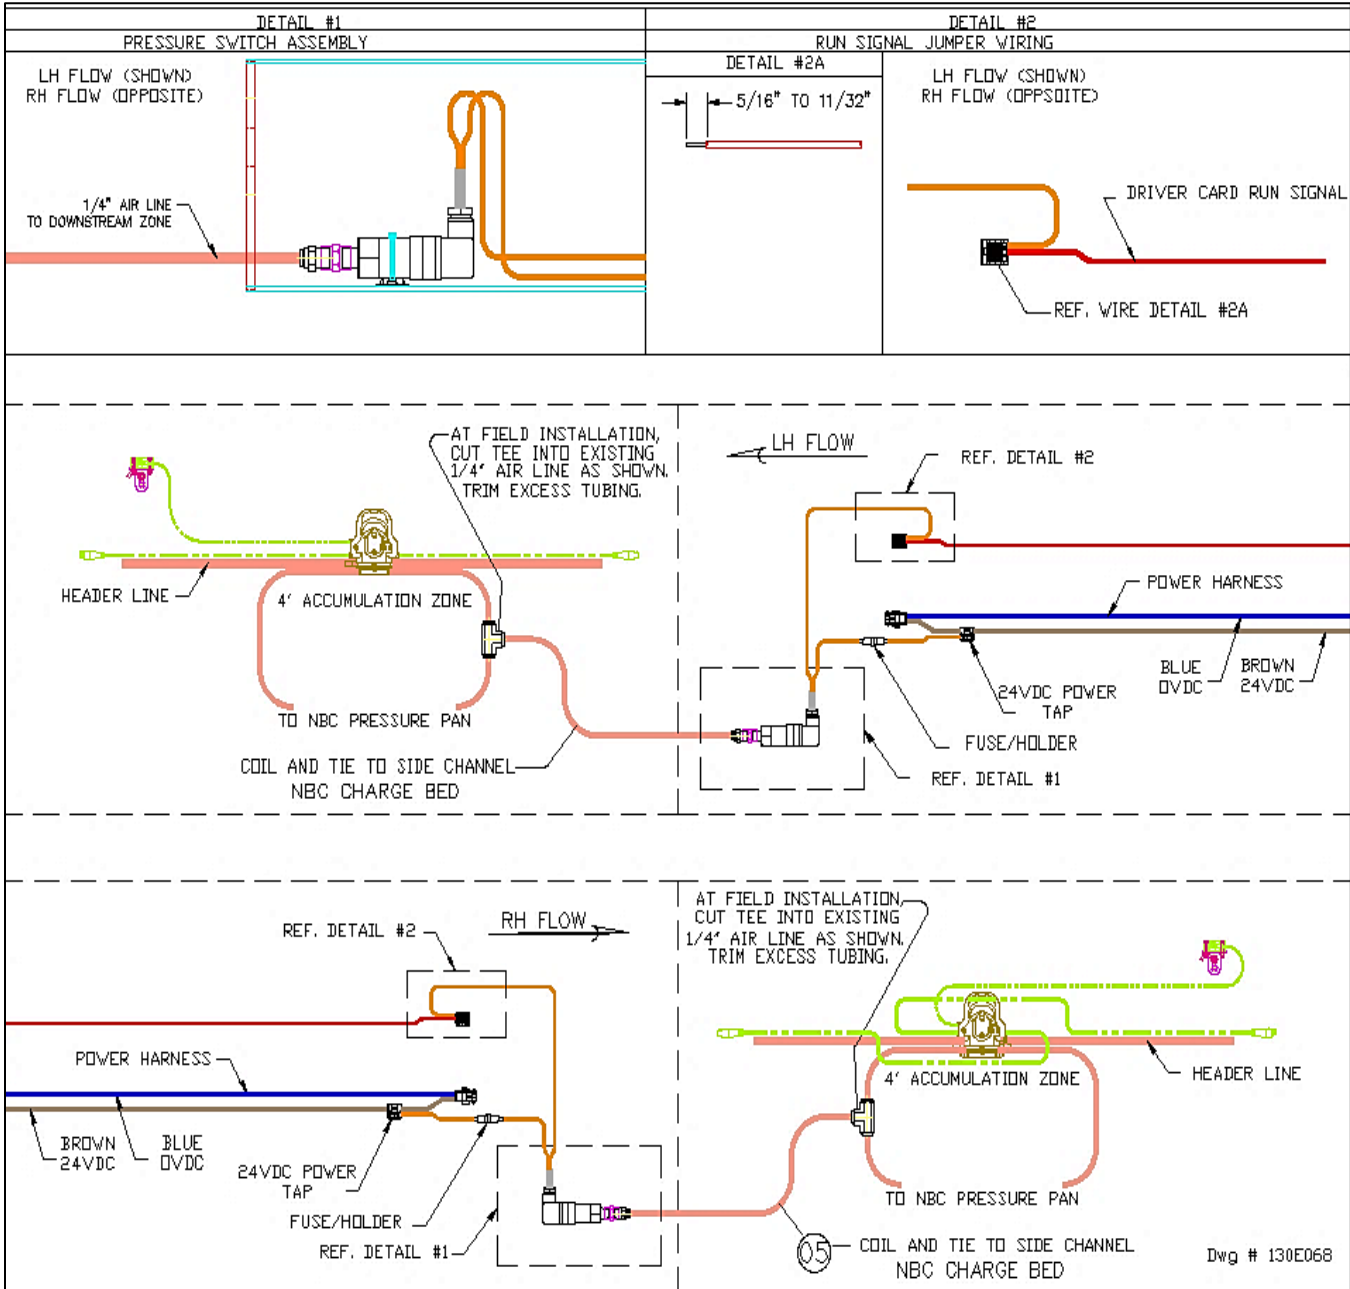 DETAIL #1
PRESSURE SWITCH ASSEMBLY
LH FLOW (SHOWN)
RH FLOW (OPPOSITE)
1/4" AIR LINE
TO DOWNSTREAM ZONE
DETAIL #2
RUN SIGNAL JUMPER WIRING
DETAIL #2A
5/16" TO 11/32"
LH FLOW (SHOWN)
RH FLOW (OPPSOITE)
DRIVER CARD RUN SIGNAL
REF. WIRE DETAIL #2A
AT FIELD INSTALLATION,
CUT TEE INTO EXISTING
1/4" AIR LINE AS SHOWN.
TRIM EXCESS TUBING.
HEADER LINE
4' ACCUMULATION ZONE
TO NBC PRESSURE PAN
COIL AND TIE TO SIDE CHANNEL
NBC CHARGE BED
LH FLOW
REF. DETAIL #2
POWER HARNESS
BLUE
0VDC
BROWN
24VDC
24VDC POWER
TAP
FUSE/HOLDER
REF. DETAIL #1
RH FLOW
REF. DETAIL #2
POWER HARNESS
BROWN
24VDC
BLUE
0VDC
24VDC POWER
TAP
FUSE/HOLDER
REF. DETAIL #1
AT FIELD INSTALLATION,
CUT TEE INTO EXISTING
1/4" AIR LINE AS SHOWN.
TRIM EXCESS TUBING.
4' ACCUMULATION ZONE
HEADER LINE
TO NBC PRESSURE PAN
05
COIL AND TIE TO SIDE CHANNEL
NBC CHARGE BED
Dwg # 130E068